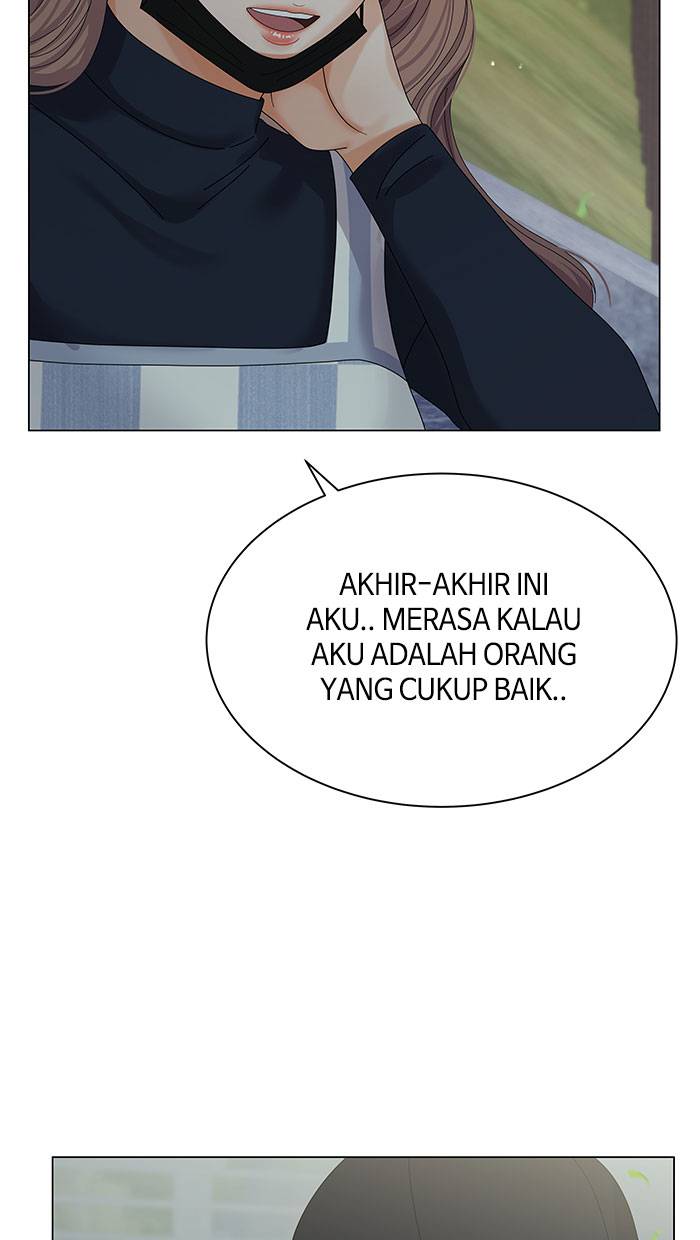 AKHIR-AKHIR INI
AKU.. MERASA KALAU
AKU ADALAH ORANG
YANG CUKUP BAIK..